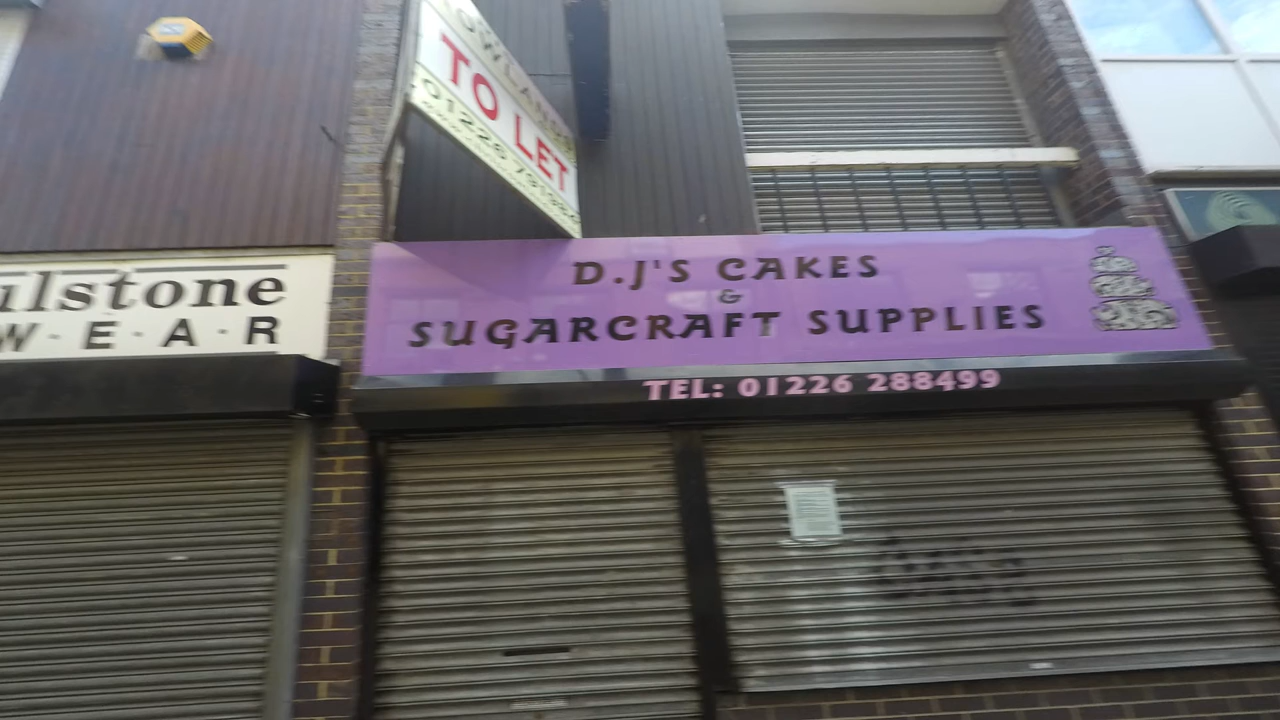 TO LET
ulstone
W·E·A·R
D.J'S CAKES
&
SUGARCRAFT SUPPLIES
TEL: 01226 288499